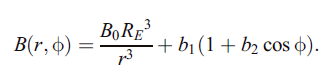 B(r, ϕ) = B₀R_E³/r³ + b₁(1 + b₂ cos ϕ).